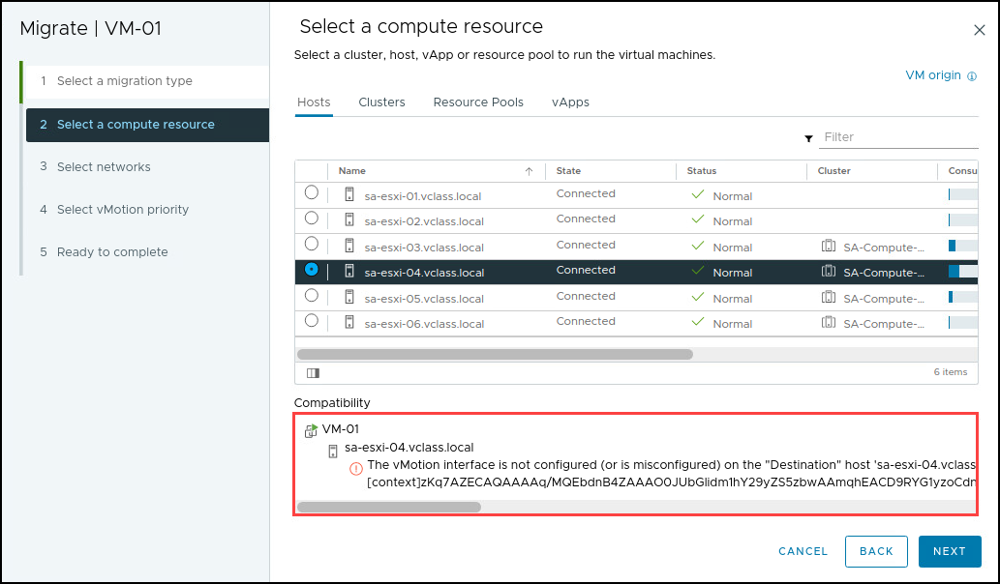 Migrate | VM-01
1 Select a migration type
2 Select a compute resource
3 Select networks
4 Select vMotion priority
5 Ready to complete
Select a compute resource
Select a cluster, host, vApp or resource pool to run the virtual machines.
VM origin
Hosts Clusters Resource Pools vApps
Filter
Name State Status Cluster Consu
sa-esxi-01.vclass.local Connected Normal
sa-esxi-02.vclass.local Connected Normal
sa-esxi-03.vclass.local Connected Normal SA-Compute-...
sa-esxi-04.vclass.local Connected Normal SA-Compute-...
sa-esxi-05.vclass.local Connected Normal SA-Compute-...
sa-esxi-06.vclass.local Connected Normal SA-Compute-...
6 items
Compatibility
VM-01
sa-esxi-04.vclass.local
The vMotion interface is not configured (or is misconfigured) on the "Destination" host 'sa-esxi-04.vclass
CANCEL BACK NEXT